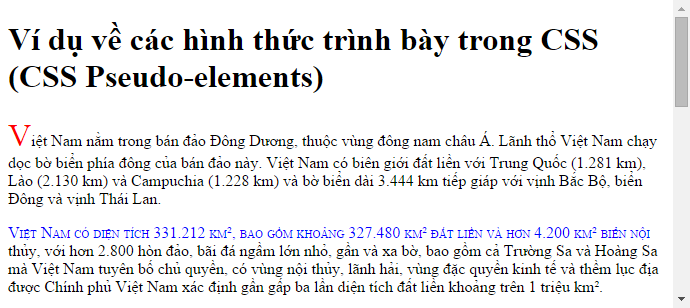 Ví dụ về các hình thức trình bày trong CSS
(CSS Pseudo-elements)
Việt Nam nằm trong bán đảo Đông Dương, thuộc vùng đông nam châu Á. Lãnh thổ Việt Nam chạy
dọc bờ biển phía đông của bán đảo này. Việt Nam có biên giới đất liền với Trung Quốc (1.281 km),
Lào (2.130 km) và Campuchia (1.228 km) và bờ biển dài 3.444 km tiếp giáp với vịnh Bắc Bộ, biển
Đông và vịnh Thái Lan.
Việt Nam có diện tích 331.212 km², bao gồm khoảng 327.480 km² đất liền và hơn 4.200 km² biển nội
thủy, với hơn 2.800 hòn đảo, bãi đá ngầm lớn nhỏ, gần và xa bờ, bao gồm cả Trường Sa và Hoàng Sa
mà Việt Nam tuyên bố chủ quyền, có vùng nội thủy, lãnh hải, vùng đặc quyền kinh tế và thềm lục địa
được Chính phủ Việt Nam xác định gần gấp ba lần diện tích đất liền khoảng trên 1 triệu km².